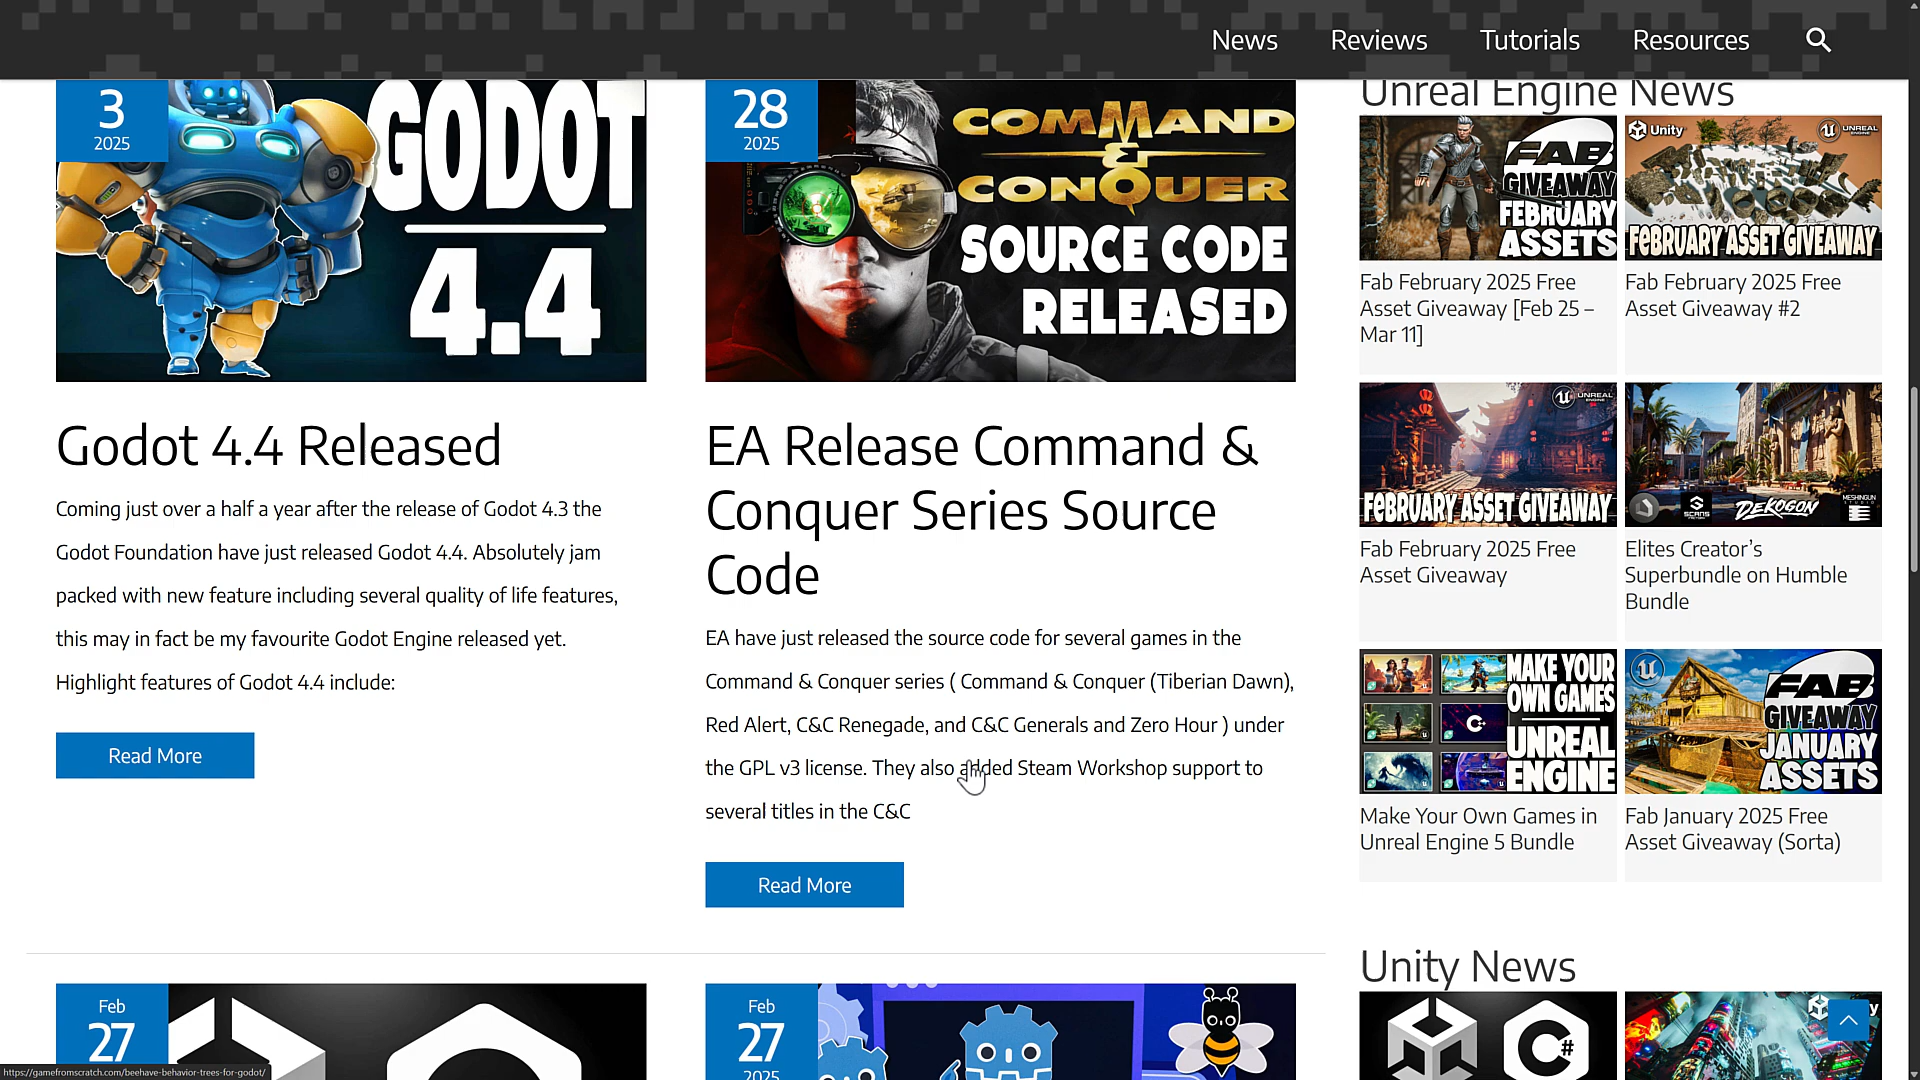 News Reviews Tutorials Resources
3
2025
GODOT
4.4
Godot 4.4 Released
Coming just over a half a year after the release of Godot 4.3 the
Godot Foundation have just released Godot 4.4. Absolutely jam
packed with new feature including several quality of life features,
this may in fact be my favourite Godot Engine released yet.
Highlight features of Godot 4.4 include:
Read More
28
2025
COMMAND
&
CONQUER
SOURCE CODE
RELEASED
EA Release Command &
Conquer Series Source
Code
EA have just released the source code for several games in the
Command & Conquer series ( Command & Conquer (Tiberian Dawn),
Red Alert, C&C Renegade, and C&C Generals and Zero Hour ) under
the GPL v3 license. They also added Steam Workshop support to
several titles in the C&C
Read More
Feb
27
Feb
27
2025
Unreal Engine News
FAB
GIVEAWAY
FEBRUARY
ASSETS
Fab February 2025 Free
Asset Giveaway [Feb 25 –
Mar 11]
Unity
UNREAL
FEBRUARY ASSET GIVEAWAY
Fab February 2025 Free
Asset Giveaway #2
UNREAL
FEBRUARY ASSET GIVEAWAY
Fab February 2025 Free
Asset Giveaway
SCANS
DEKOGON
MESHINGUN
Elites Creator’s
Superbundle on Humble
Bundle
MAKE YOUR
OWN GAMES
UNREAL
ENGINE
Make Your Own Games in
Unreal Engine 5 Bundle
FAB
GIVEAWAY
JANUARY
ASSETS
Fab January 2025 Free
Asset Giveaway (Sorta)
Unity News
C#
https://gamefromscratch.com/beehave-behavior-trees-for-godot/